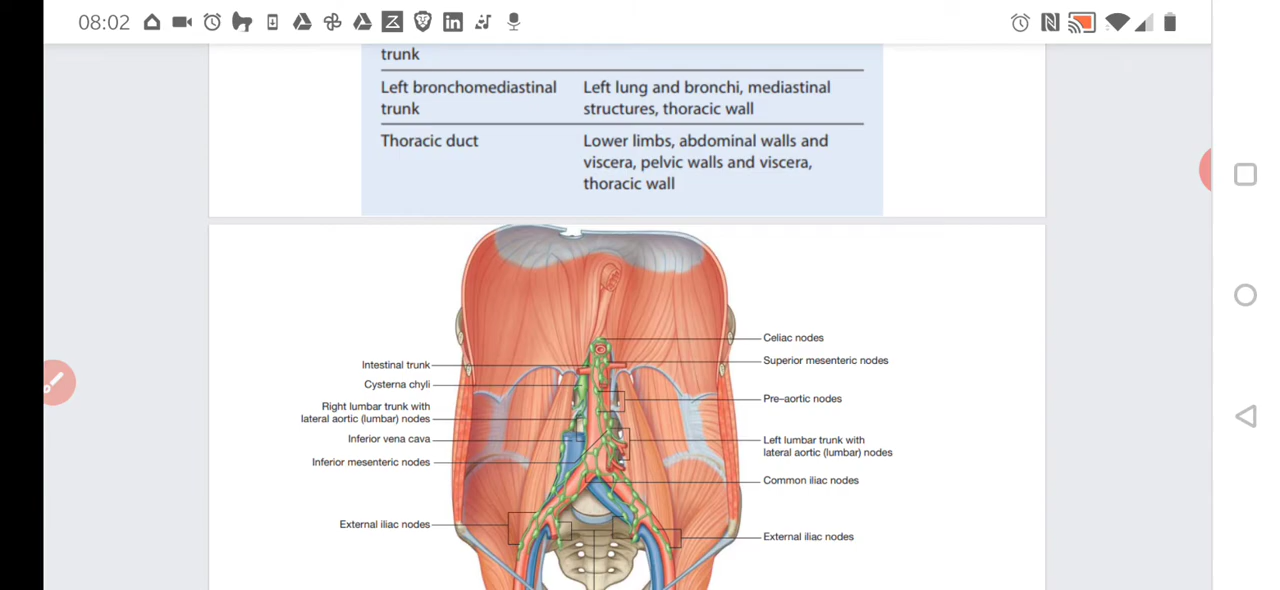 08:02
trunk
Left bronchomediastinal
trunk
Left lung and bronchi, mediastinal
structures, thoracic wall
Thoracic duct
Lower limbs, abdominal walls and
viscera, pelvic walls and viscera,
thoracic wall
Celiac nodes
Intestinal trunk
Superior mesenteric nodes
Cysterna chyli
Pre–aortic nodes
Right lumbar trunk with
lateral aortic (lumbar) nodes
Inferior vena cava
Left lumbar trunk with
lateral aortic (lumbar) nodes
Inferior mesenteric nodes
Common iliac nodes
External iliac nodes
External iliac nodes